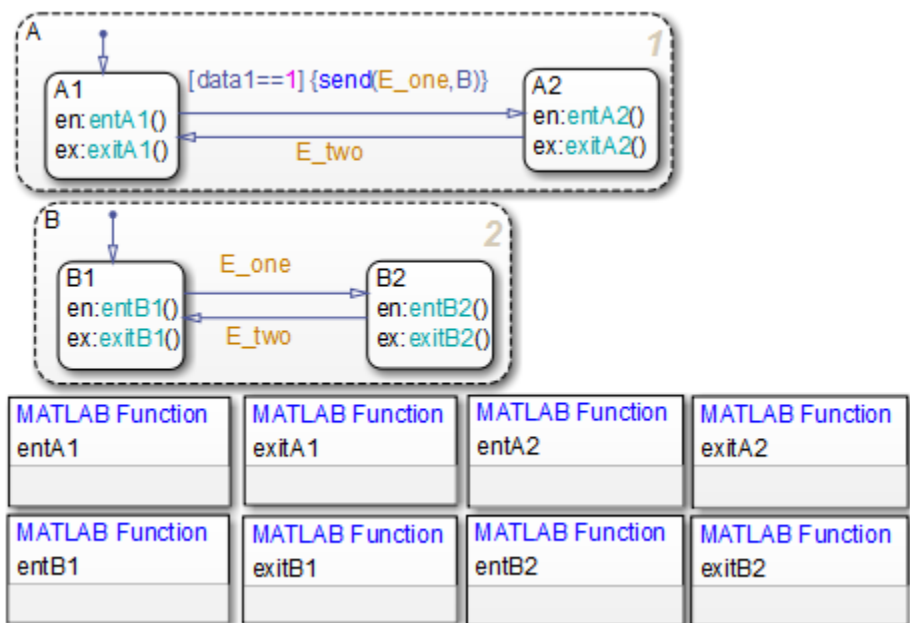 A
1
[data1==1]{send(E_one,B)}
A1
en:entA1()
ex:exitA1()
A2
en:entA2()
ex:exitA2()
E_two
B
2
E_one
B1
en:entB1()
ex:exitB1()
B2
en:entB2()
ex:exitB2()
E_two
MATLAB Function
entA1
MATLAB Function
exitA1
MATLAB Function
entA2
MATLAB Function
exitA2
MATLAB Function
entB1
MATLAB Function
exitB1
MATLAB Function
entB2
MATLAB Function
exitB2